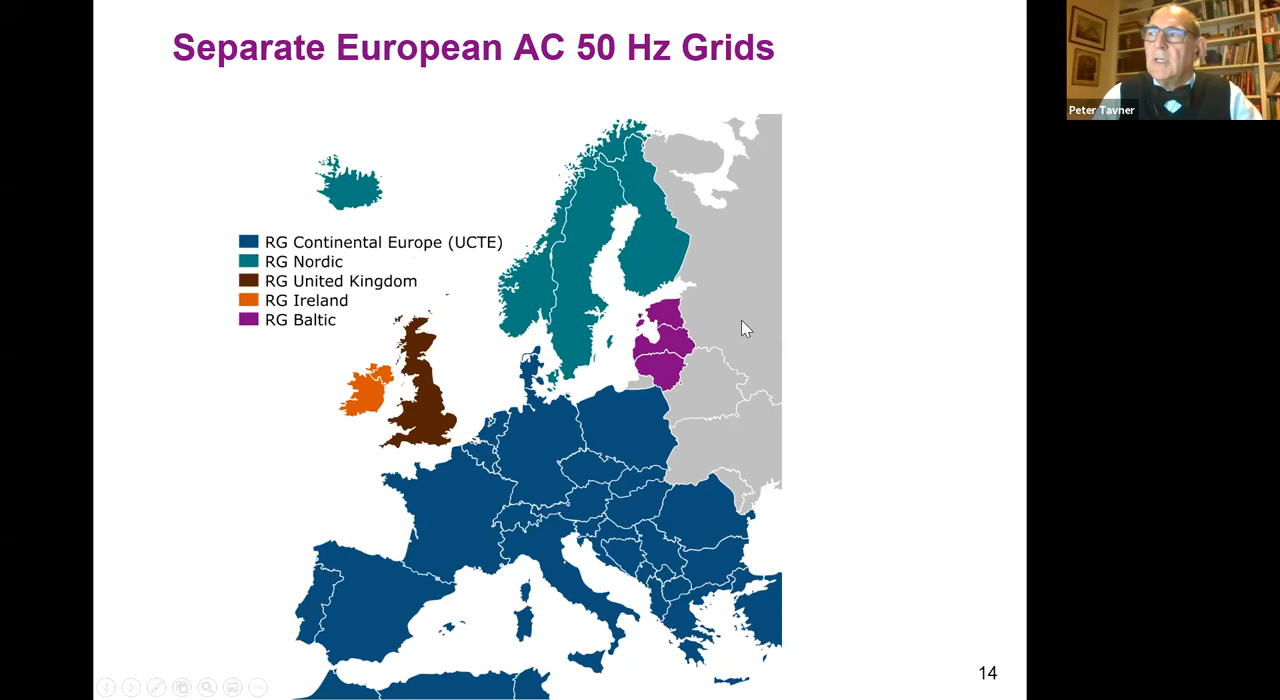 Separate European AC 50 Hz Grids
Peter Tavner
RG Continental Europe (UCTE)
RG Nordic
RG United Kingdom
RG Ireland
RG Baltic
14